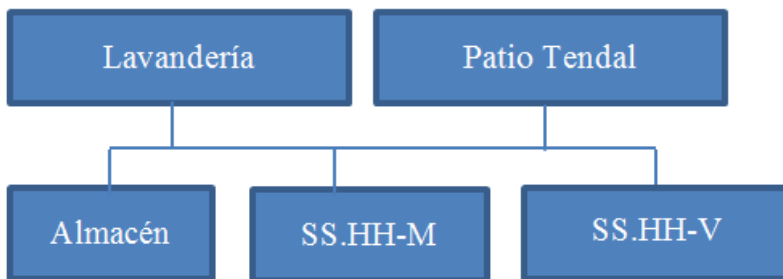 Lavandería
Patio Tendal
Almacén
SS.HH-M
SS.HH-V